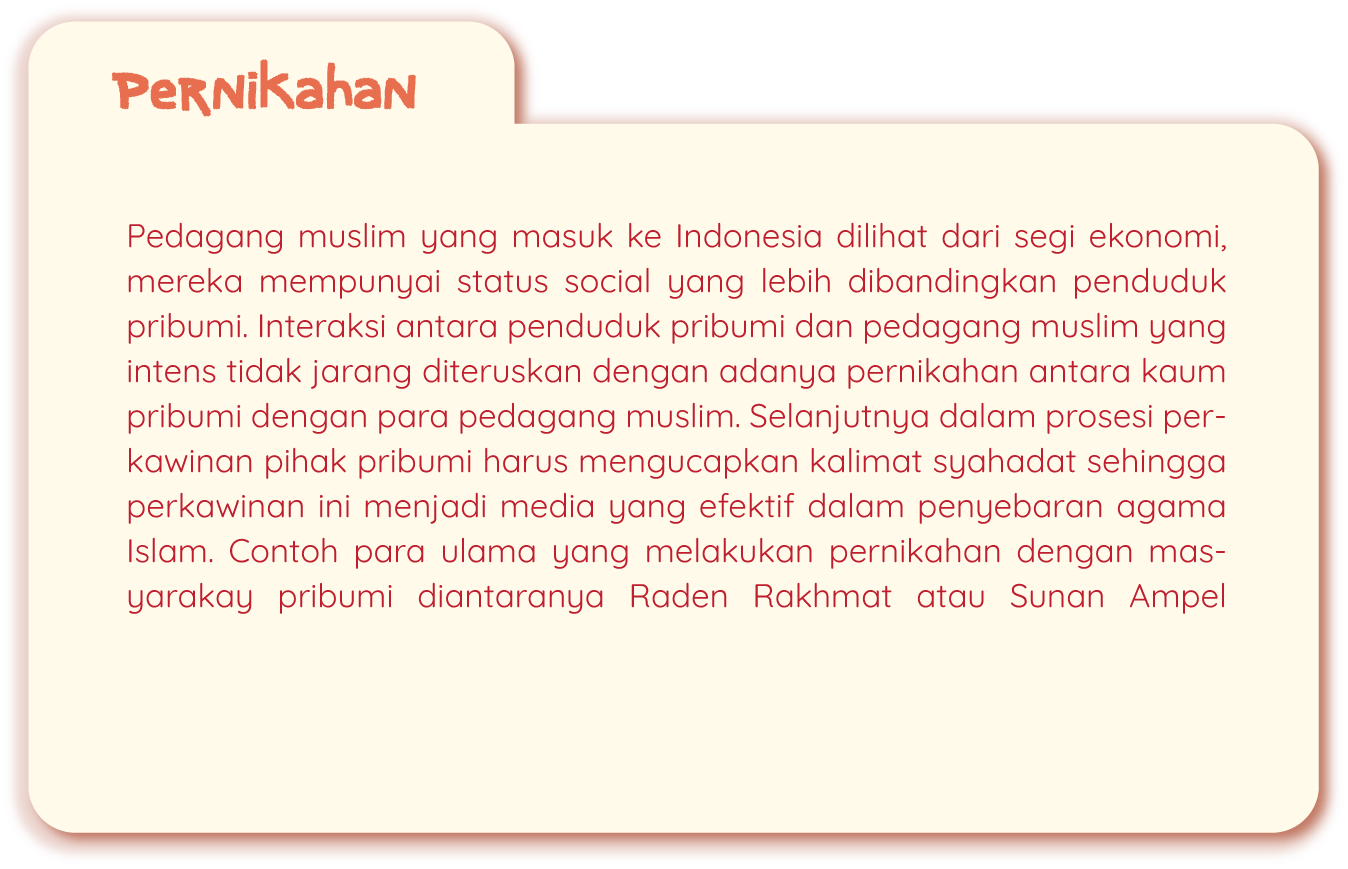 PERNIKAHAN
Pedagang muslim yang masuk ke Indonesia dilihat dari segi ekonomi,
mereka mempunyai status social yang lebih dibandingkan penduduk
pribumi. Interaksi antara penduduk pribumi dan pedagang muslim yang
intens tidak jarang diteruskan dengan adanya pernikahan antara kaum
pribumi dengan para pedagang muslim. Selanjutnya dalam prosesi per-
kawinan pihak pribumi harus mengucapkan kalimat syahadat sehingga
perkawinan ini menjadi media yang efektif dalam penyebaran agama
Islam. Contoh para ulama yang melakukan pernikahan dengan mas-
yarakay pribumi diantaranya Raden Rakhmat atau Sunan Ampel